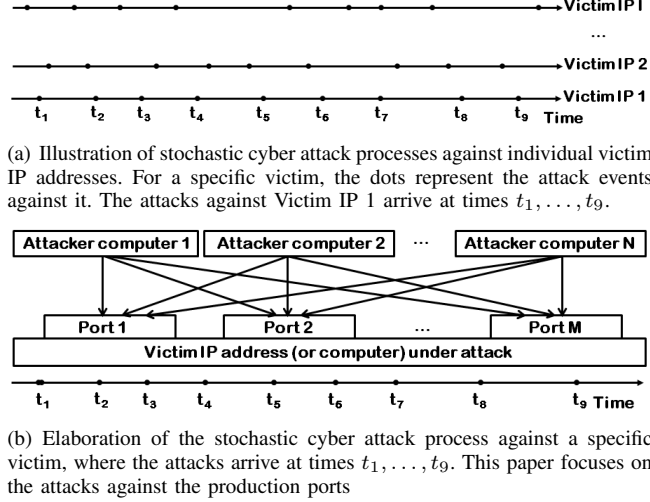 Victim IP I
...
Victim IP 2
Victim IP 1
t1 t2 t3 t4 t5 t6 t7 t8 t9 Time
(a) Illustration of stochastic cyber attack processes against individual victim
IP addresses. For a specific victim, the dots represent the attack events
against it. The attacks against Victim IP 1 arrive at times t1, . . . , t9.
Attacker computer 1 Attacker computer 2 ... Attacker computer N
Port 1 Port 2 ... Port M
Victim IP address (or computer) under attack
t1 t2 t3 t4 t5 t6 t7 t8 t9 Time
(b) Elaboration of the stochastic cyber attack process against a specific
victim, where the attacks arrive at times t1, . . . , t9. This paper focuses on
the attacks against the production ports